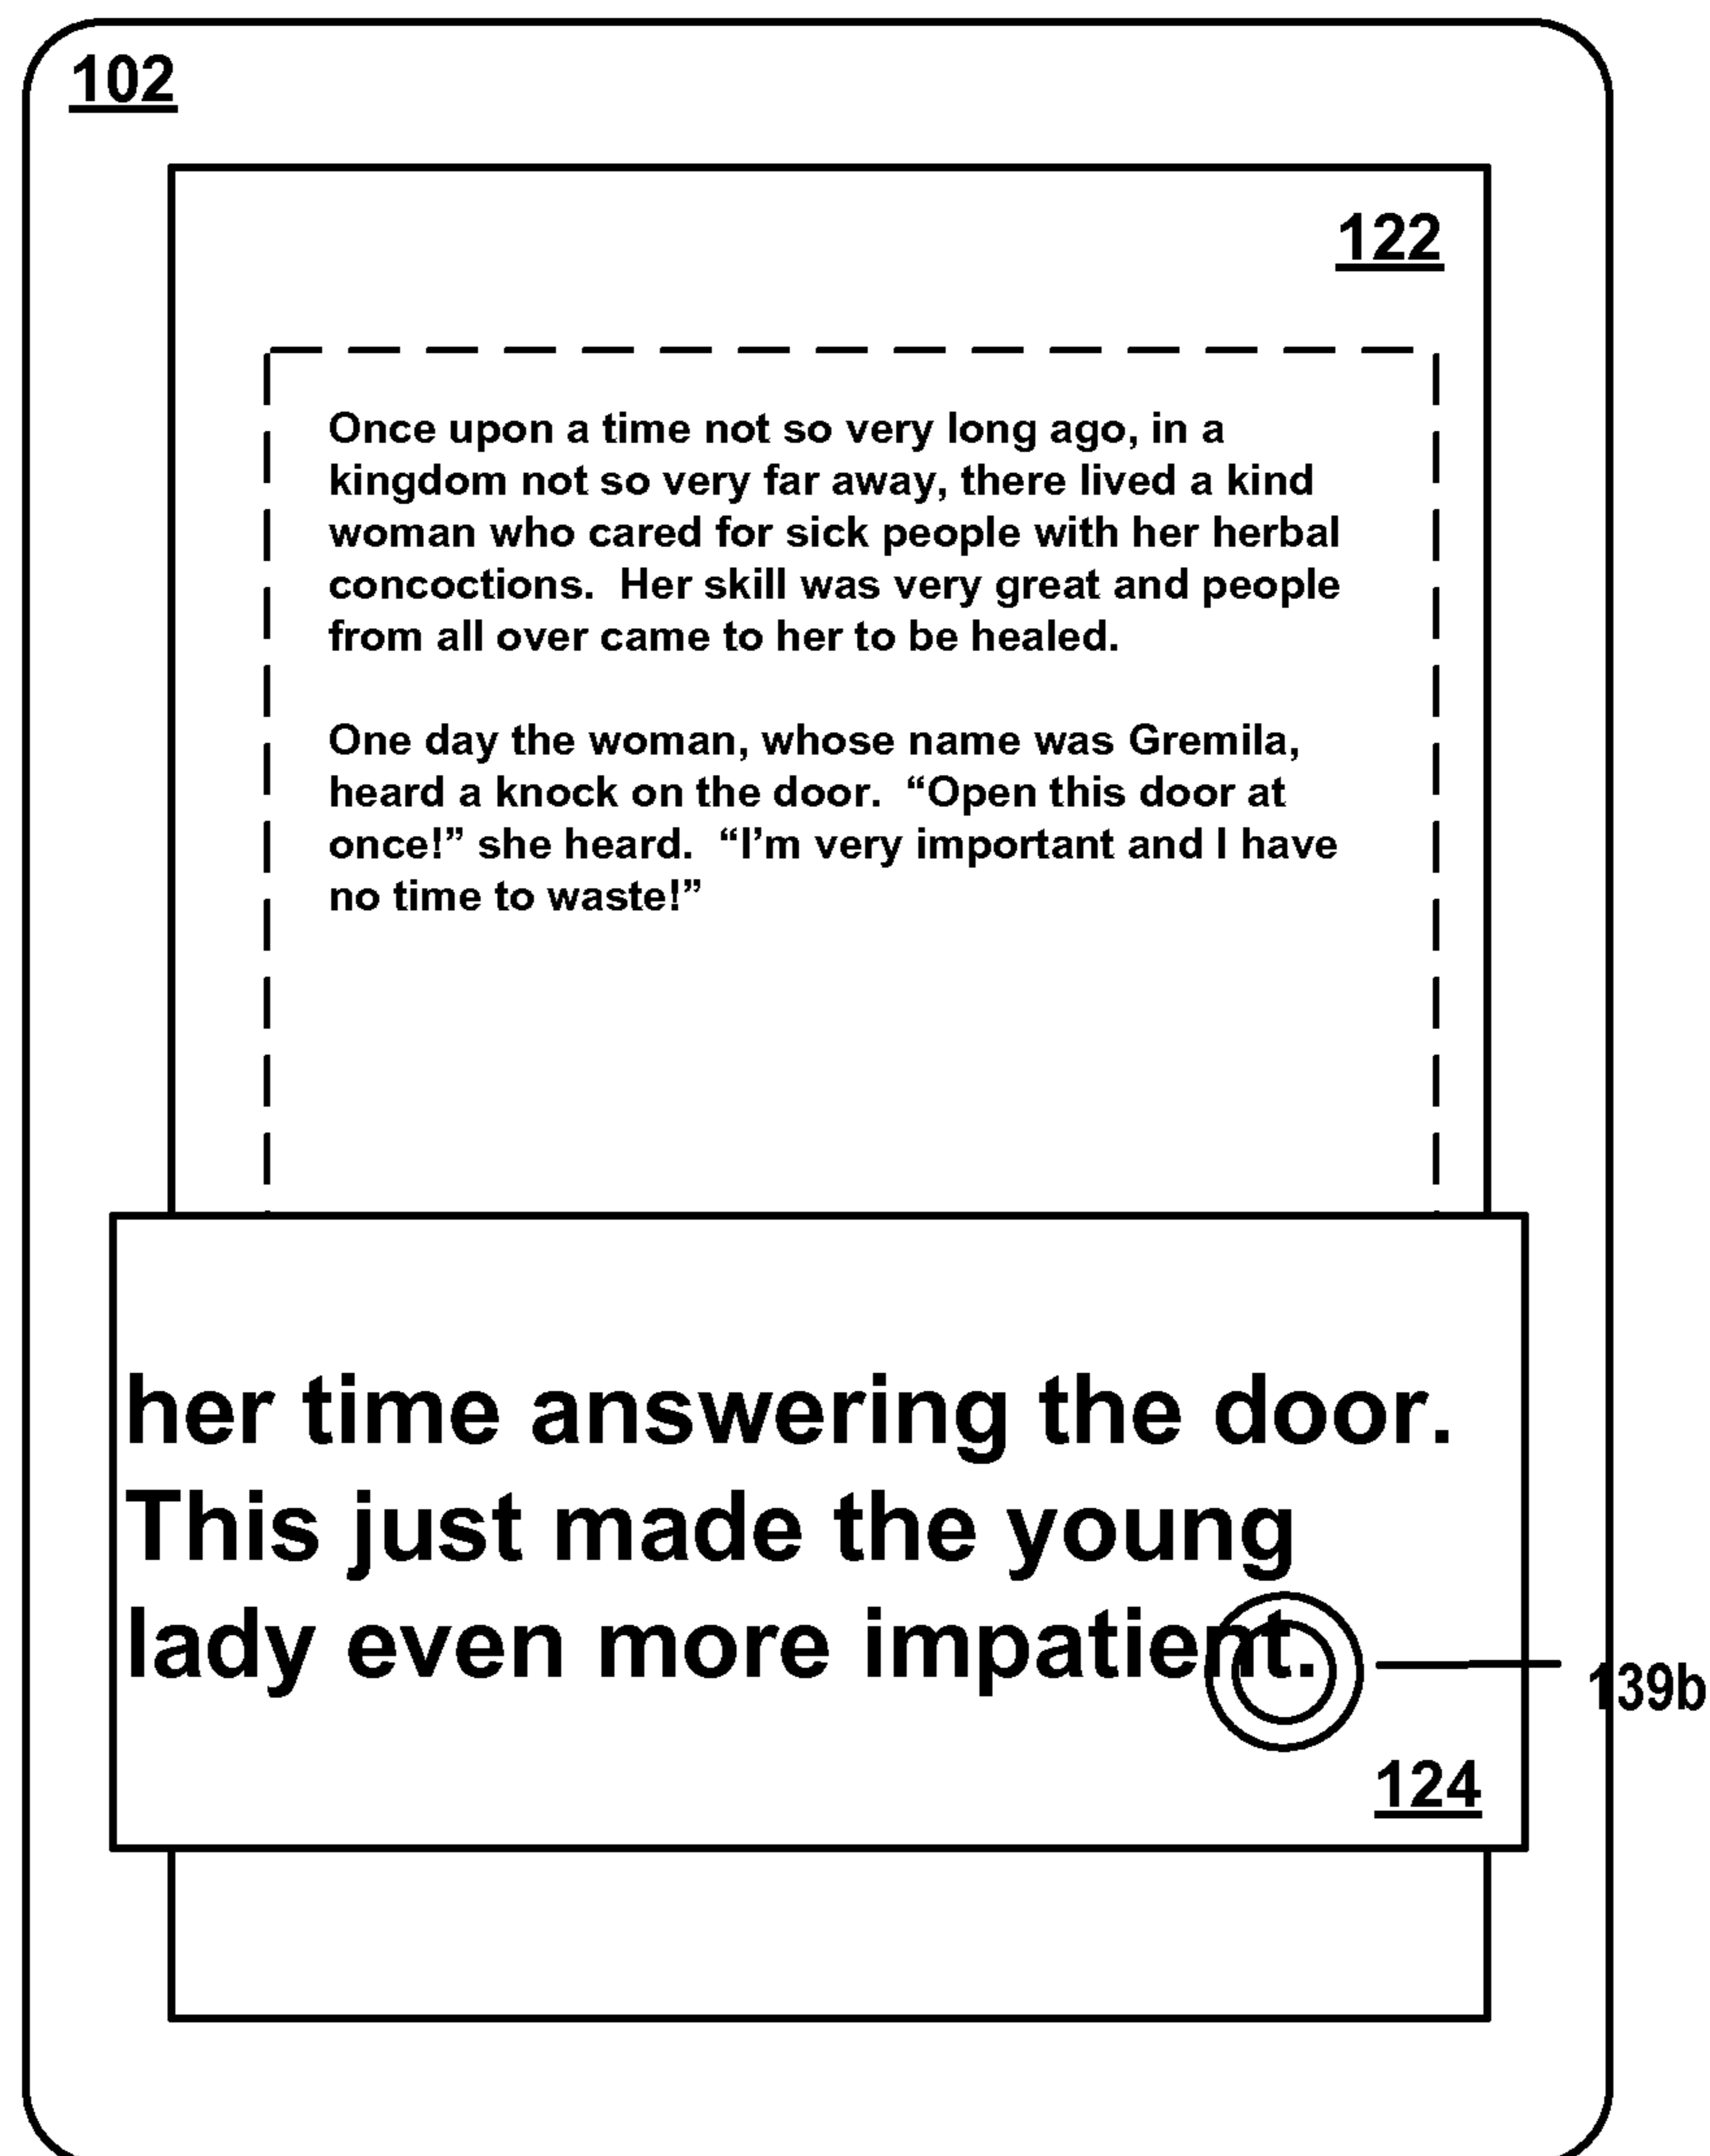 102
122
Once upon a time not so very long ago, in a
kingdom not so very far away, there lived a kind
woman who cared for sick people with her herbal
concoctions.  Her skill was very great and people
from all over came to her to be healed.
One day the woman, whose name was Gremila,
heard a knock on the door.  “Open this door at
once!” she heard.  “I’m very important and I have
no time to waste!”
her time answering the door.
This just made the young
lady even more impatient.
139b
124